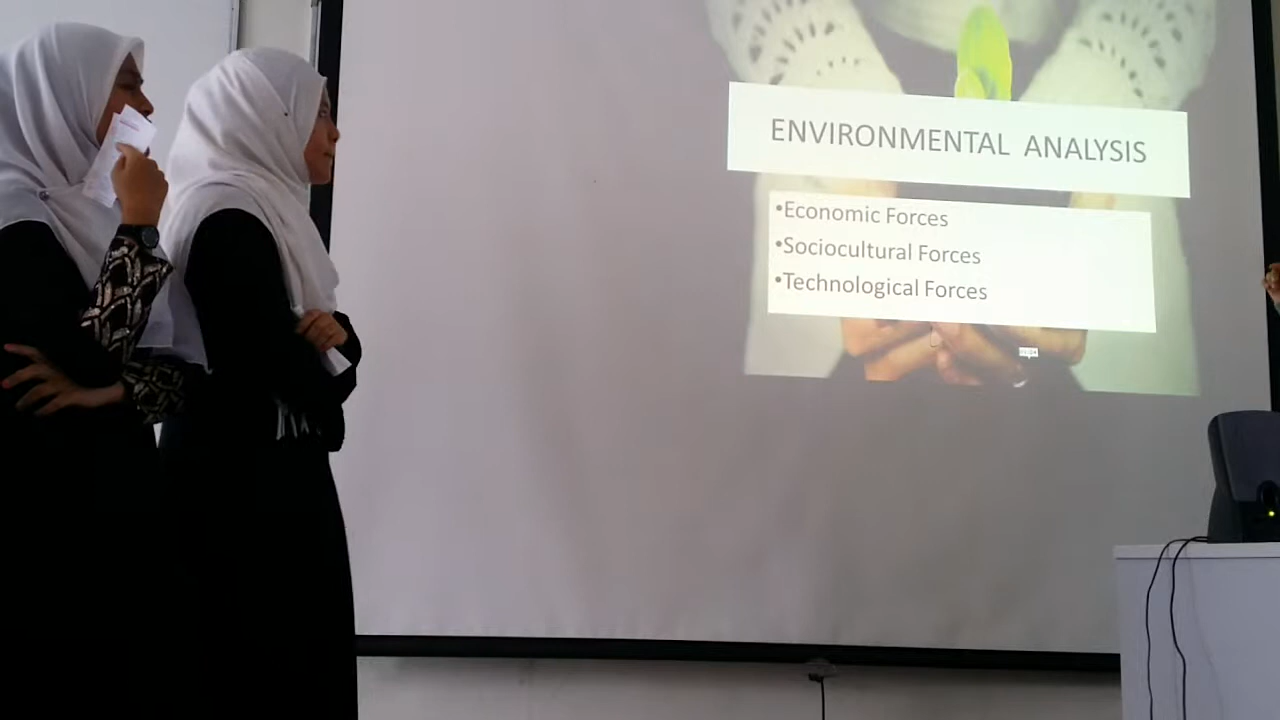 ENVIRONMENTAL ANALYSIS
•Economic Forces
•Sociocultural Forces
•Technological Forces